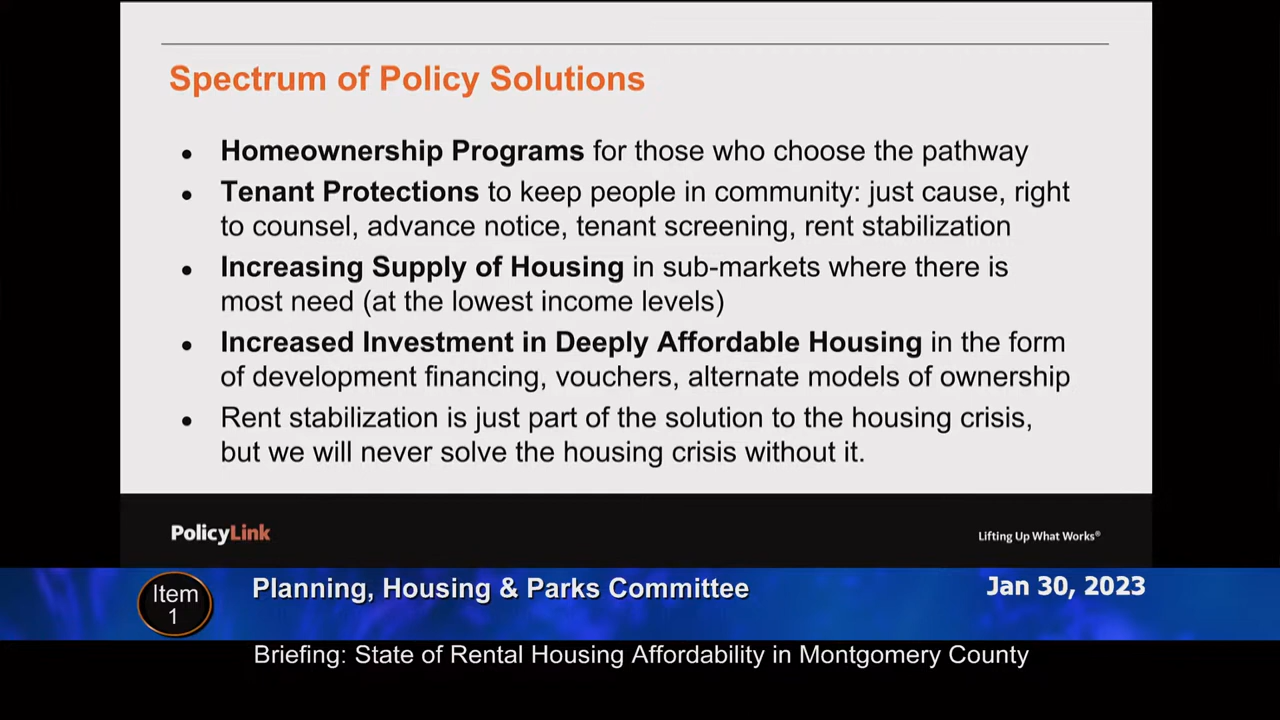 Spectrum of Policy Solutions
● Homeownership Programs for those who choose the pathway
● Tenant Protections to keep people in community: just cause, right
to counsel, advance notice, tenant screening, rent stabilization
● Increasing Supply of Housing in sub-markets where there is
most need (at the lowest income levels)
● Increased Investment in Deeply Affordable Housing in the form
of development financing, vouchers, alternate models of ownership
● Rent stabilization is just part of the solution to the housing crisis,
but we will never solve the housing crisis without it.
PolicyLink
Lifting Up What Works®
Item
1
Planning, Housing & Parks Committee
Jan 30, 2023
Briefing: State of Rental Housing Affordability in Montgomery County